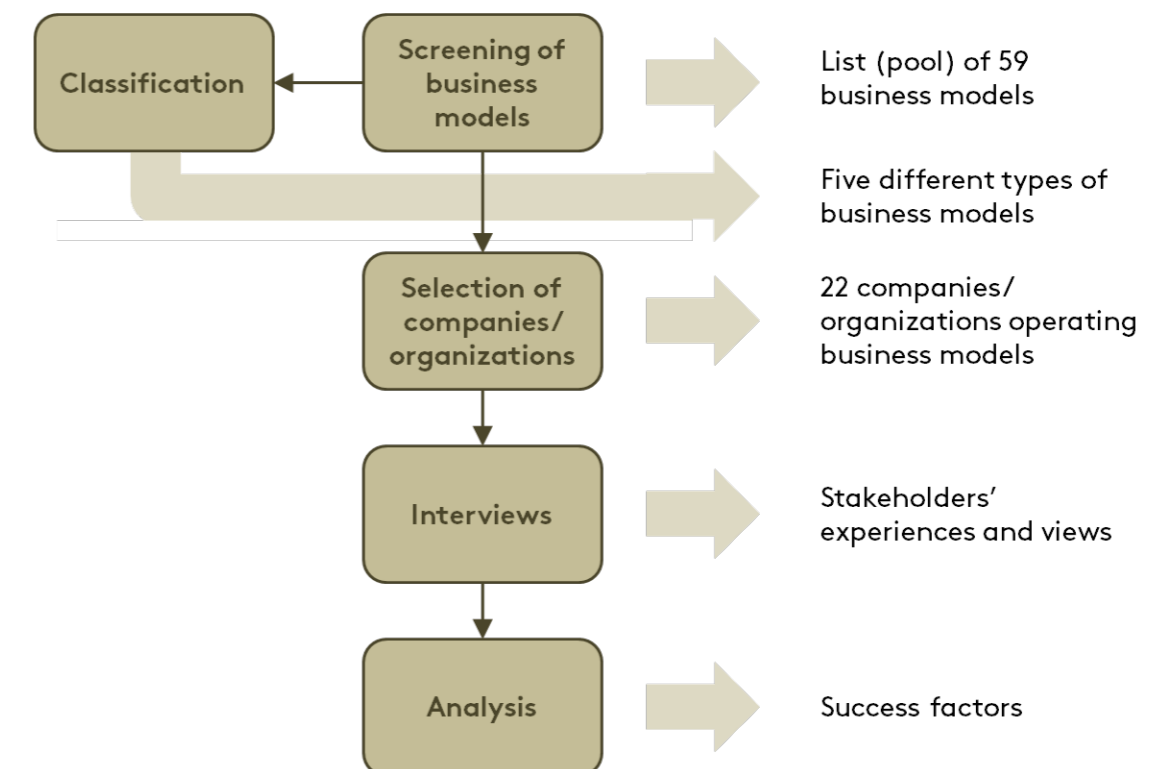 Classification
Screening of
business
models
List (pool) of 59
business models
Five different types of
business models
Selection of
companies/
organizations
22 companies/
organizations operating
business models
Interviews
Stakeholders’
experiences and views
Analysis
Success factors